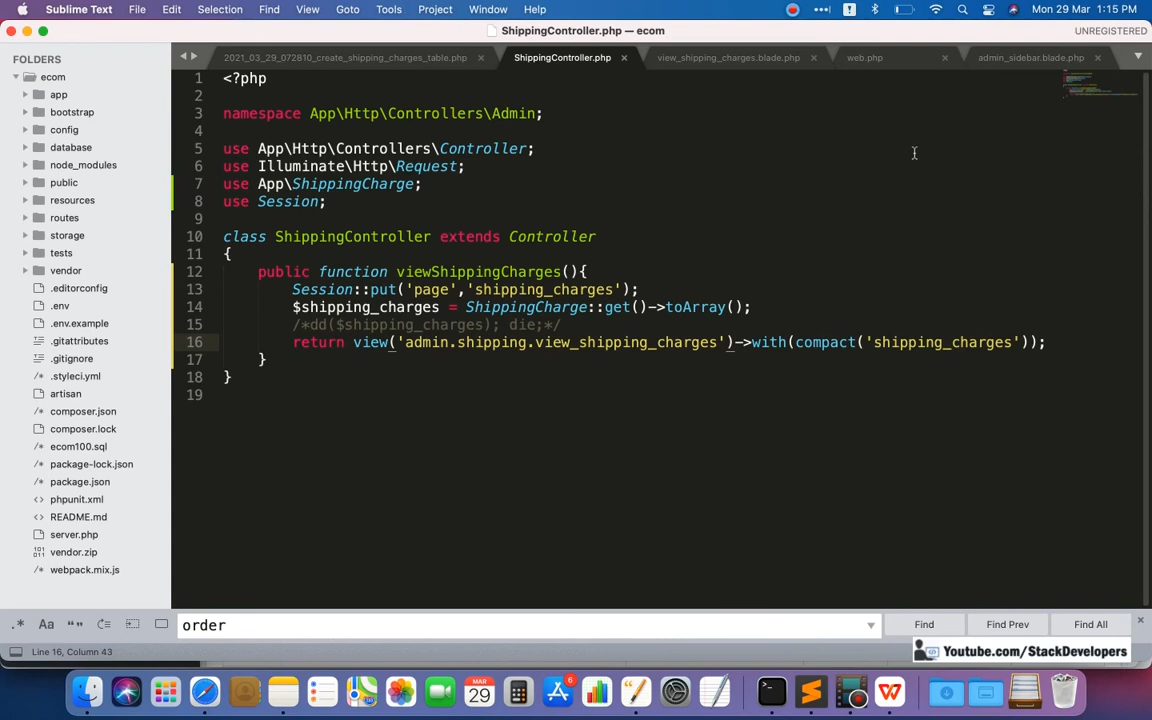 Sublime Text File Edit Selection Find View Goto Tools Project Window Help Mon 29 Mar 1:15 PM
ShippingController.php — ecom UNREGISTERED
FOLDERS
ecom
app
bootstrap
config
database
node_modules
public
resources
routes
storage
tests
vendor
.editorconfig
.env
.env.example
.gitattributes
.gitignore
.styleci.yml
artisan
composer.json
composer.lock
ecom100.sql
package-lock.json
package.json
phpunit.xml
README.md
server.php
vendor.zip
webpack.mix.js
2021_03_29_072810_create_shipping_charges_table.php ShippingController.php view_shipping_charges.blade.php web.php admin_sidebar.blade.php
1 <?php
2
3 namespace App\Http\Controllers\Admin;
4
5 use App\Http\Controllers\Controller;
6 use Illuminate\Http\Request;
7 use App\ShippingCharge;
8 use Session;
9
10 class ShippingController extends Controller
11 {
12 public function viewShippingCharges(){
13 Session::put('page','shipping_charges');
14 $shipping_charges = ShippingCharge::get()->toArray();
15 /*dd($shipping_charges); die;*/
16 return view('admin.shipping.view_shipping_charges')->with(compact('shipping_charges'));
17 }
18 }
19
.* Aa order Find Find Prev Find All
Line 16, Column 43
Youtube.com/StackDevelopers
MAR
29
6